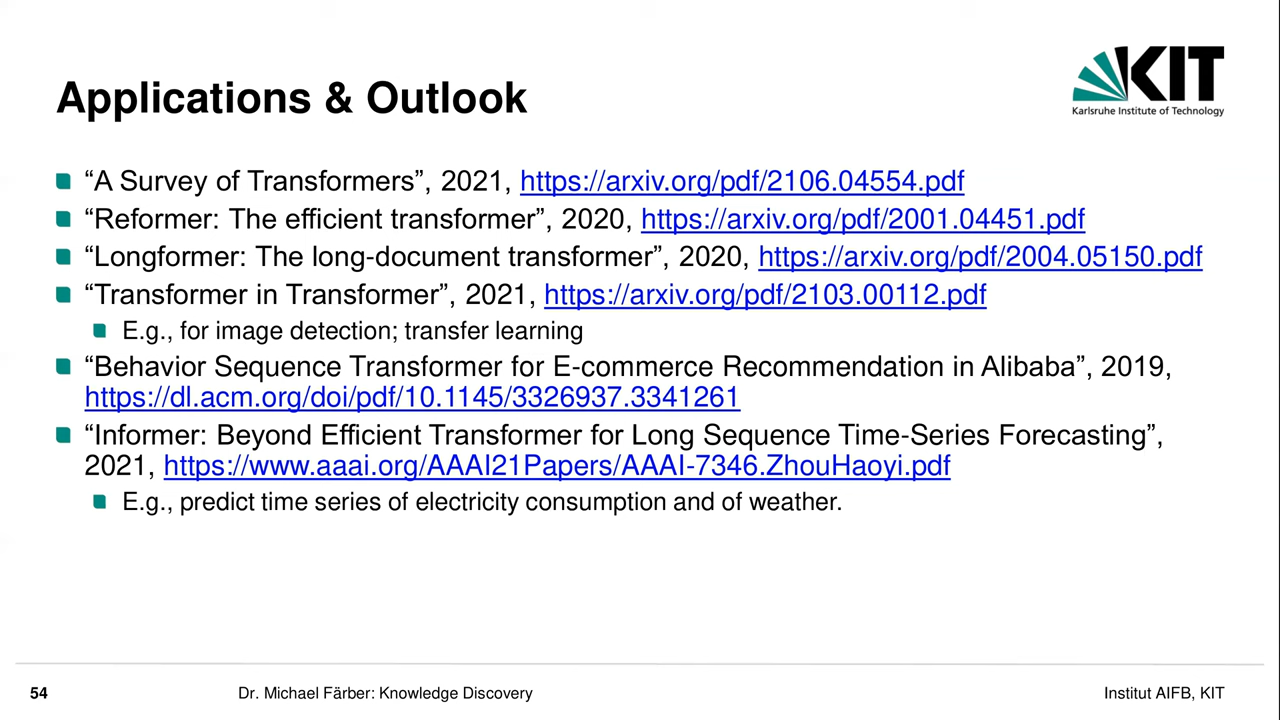 Applications & Outlook
KIT
Karlsruhe Institute of Technology
“A Survey of Transformers”, 2021, https://arxiv.org/pdf/2106.04554.pdf
“Reformer: The efficient transformer”, 2020, https://arxiv.org/pdf/2001.04451.pdf
“Longformer: The long-document transformer”, 2020, https://arxiv.org/pdf/2004.05150.pdf
“Transformer in Transformer”, 2021, https://arxiv.org/pdf/2103.00112.pdf
E.g., for image detection; transfer learning
“Behavior Sequence Transformer for E-commerce Recommendation in Alibaba”, 2019,
https://dl.acm.org/doi/pdf/10.1145/3326937.3341261
“Informer: Beyond Efficient Transformer for Long Sequence Time-Series Forecasting”,
2021, https://www.aaai.org/AAAI21Papers/AAAI-7346.ZhouHaoyi.pdf
E.g., predict time series of electricity consumption and of weather.
54 Dr. Michael Färber: Knowledge Discovery Institut AIFB, KIT